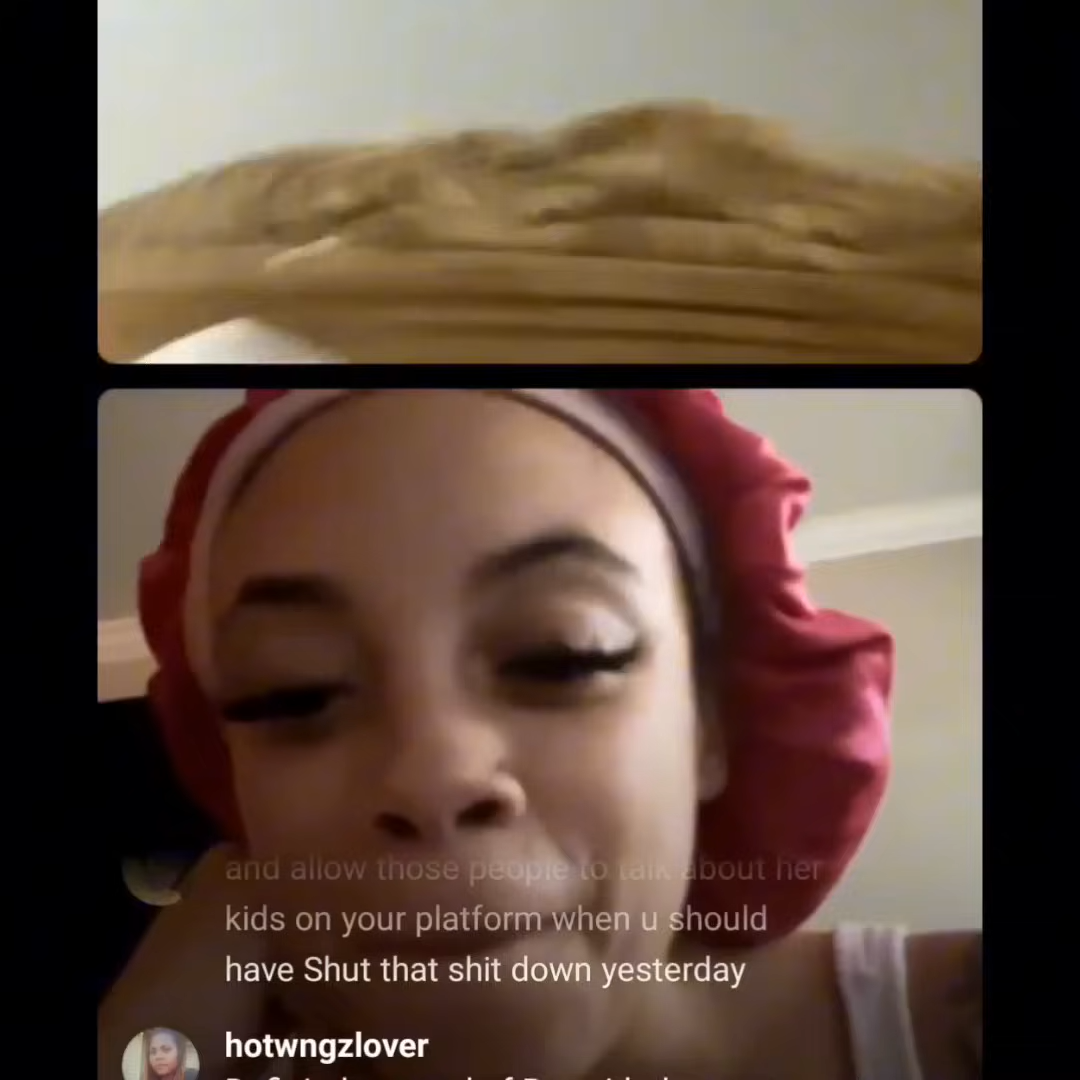 and allow those people to talk about her
kids on your platform when u should
have Shut that shit down yesterday
hotwngzlover